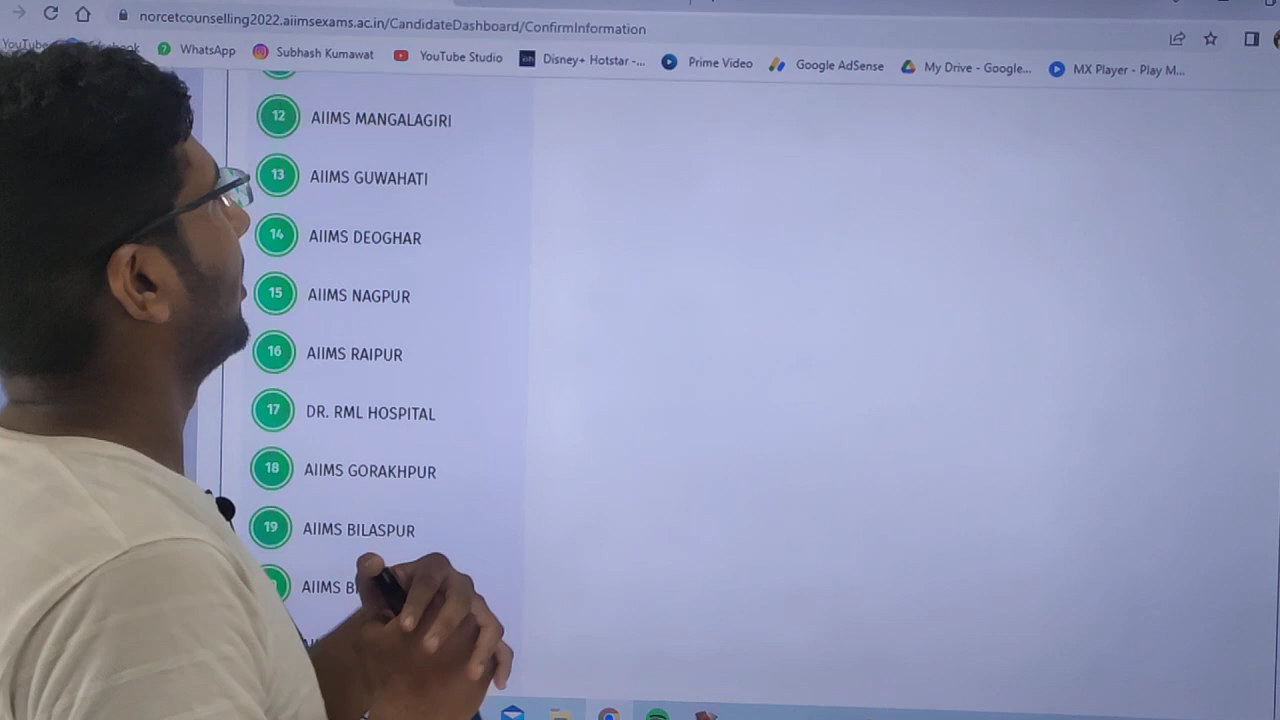 norcetcounselling2022.aiimsexams.ac.in/CandidateDashboard/ConfirmInformation
YouTube
WhatsApp
Subhash Kumawat
YouTube Studio
Disney+ Hotstar -...
Prime Video
Google AdSense
My Drive - Google...
MX Player - Play M...
12 AIIMS MANGALAGIRI
13 AIIMS GUWAHATI
14 AIIMS DEOGHAR
15 AIIMS NAGPUR
16 AIIMS RAIPUR
17 DR. RML HOSPITAL
18 AIIMS GORAKHPUR
19 AIIMS BILASPUR
AIIMS